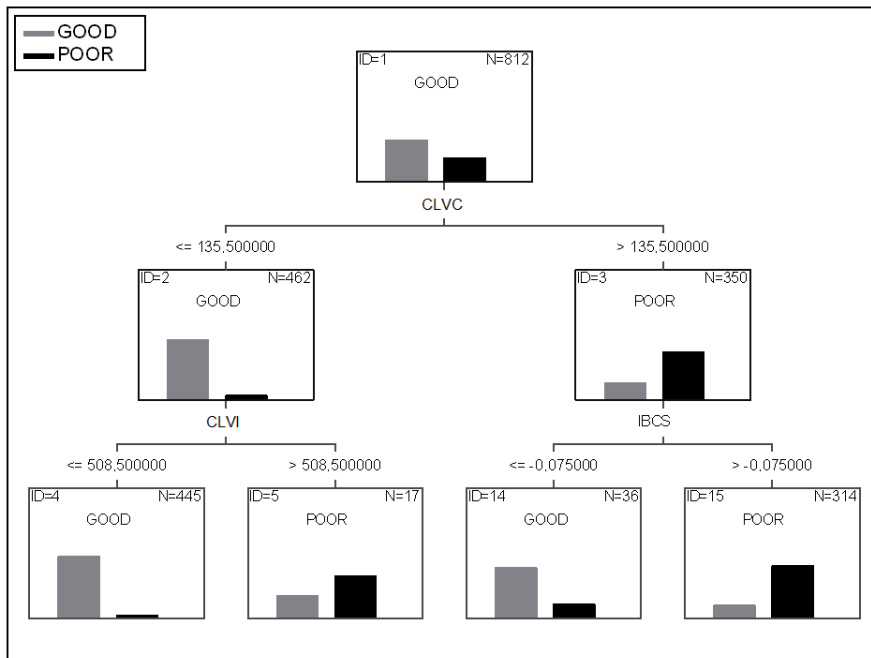 GOOD
POOR
ID=1 N=812
GOOD
CLVC
<= 135,500000 > 135,500000
ID=2 N=462 ID=3 N=350
GOOD POOR
CLVI IBCS
<= 508,500000 > 508,500000 <= -0,075000 > -0,075000
ID=4 N=445 ID=5 N=17 ID=14 N=36 ID=15 N=314
GOOD POOR GOOD POOR